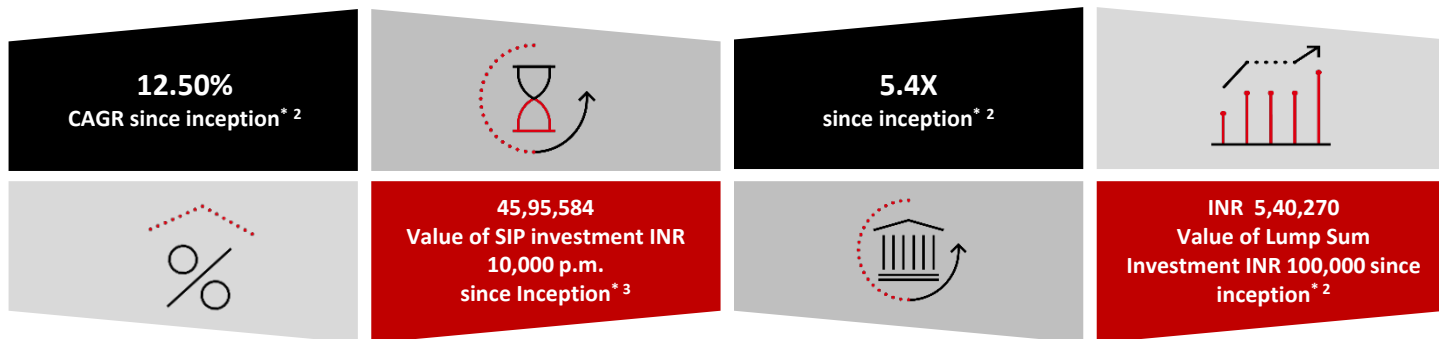 12.50%
CAGR since inception* 2
5.4X
since inception* 2
45,95,584
Value of SIP investment INR
10,000 p.m.
since Inception* 3
INR 5,40,270
Value of Lump Sum
Investment INR 100,000 since
inception* 2